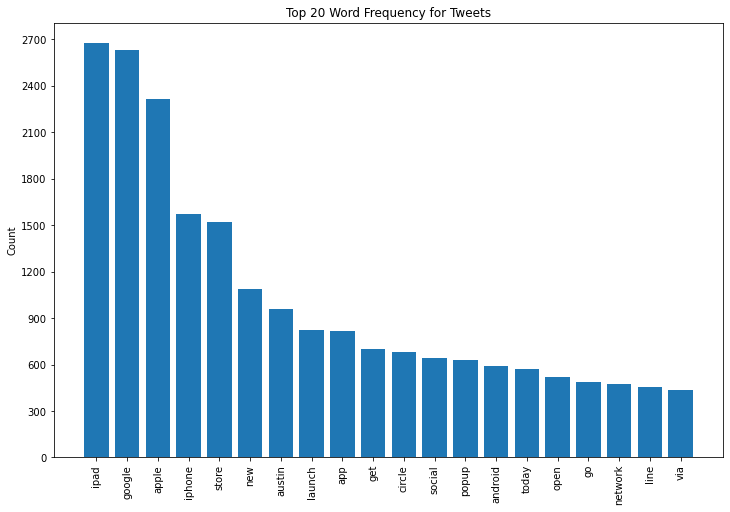 Top 20 Word Frequency for Tweets
2700
2400
2100
1800
1500
1200
900
600
300
0
Count
ipad
google
apple
iphone
store
new
austin
launch
app
get
circle
social
popup
android
today
open
go
network
line
via